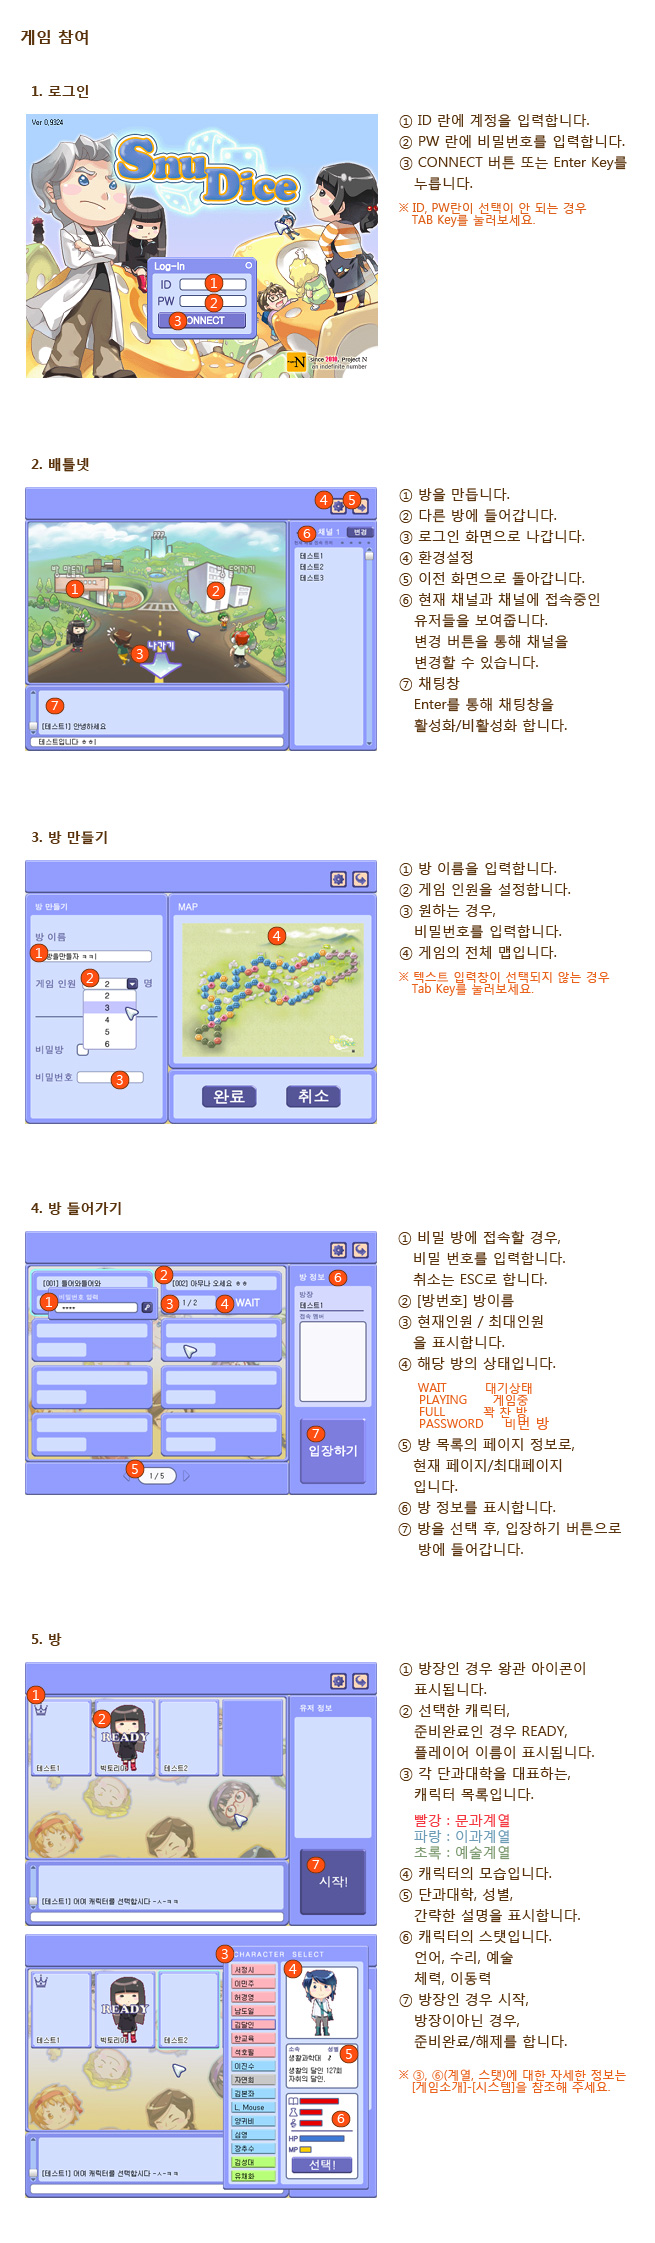 게임 참여
1. 로그인
Ver 0.9324
Snu Dice
Log-In
ID 1
PW 2
3 CONNECT
since 2010, Project N
an indefinite number
① ID 란에 계정을 입력합니다.
② PW 란에 비밀번호를 입력합니다.
③ CONNECT 버튼 또는 Enter Key를
누릅니다.
※ ID, PW란이 선택이 안 되는 경우
TAB Key를 눌러보세요.
2. 배틀넷
4 5
6 채널 1 변경
테스트1
테스트2
테스트3
1
2
3 나가기
7
[테스트1] 안녕하세요
테스트입니다 ㅎㅎ|
① 방을 만듭니다.
② 다른 방에 들어갑니다.
③ 로그인 화면으로 나갑니다.
④ 환경설정
⑤ 이전 화면으로 돌아갑니다.
⑥ 현재 채널과 채널에 접속중인
유저들을 보여줍니다.
변경 버튼을 통해 채널을
변경할 수 있습니다.
⑦ 채팅창
Enter를 통해 채팅창을
활성화/비활성화 합니다.
3. 방 만들기
방 만들기
MAP
방 이름
1 방을만들자 ㅋㅋ|
게임 인원 2 2 명
2
3
4
5
6
비밀방
비밀번호 3
4
완료 취소
① 방 이름을 입력합니다.
② 게임 인원을 설정합니다.
③ 원하는 경우,
비밀번호를 입력합니다.
④ 게임의 전체 맵입니다.
※ 텍스트 입력창이 선택되지 않는 경우
Tab Key를 눌러보세요.
4. 방 들어가기
[001] 들어와들어와
2 [002] 아무나 오세요 ㅎㅎ
1 비밀번호 입력
****
3 1 / 2 4 WAIT
5 1 / 5
방 정보 6
방장
테스트1
접속 멤버
7
입장하기
① 비밀 방에 접속할 경우,
비밀 번호를 입력합니다.
취소는 ESC로 합니다.
② [방번호] 방이름
③ 현재인원 / 최대인원
을 표시합니다.
④ 해당 방의 상태입니다.
WAIT 대기상태
PLAYING 게임중
FULL 꽉 찬 방
PASSWORD 비번 방
⑤ 방 목록의 페이지 정보로,
현재 페이지/최대페이지
입니다.
⑥ 방 정보를 표시합니다.
⑦ 방을 선택 후, 입장하기 버튼으로
방에 들어갑니다.
5. 방
1
2
READY
테스트1 빅토리아 테스트2
유저 정보
7
시작!
[테스트1] 어여 캐릭터를 선택합시다 -ㅅ-ㅋㅋ
3 CHARACTER SELECT
READY
테스트1 빅토리아 테스트2
서정시
이민주
허경영
남도일
김달인
한교육
석호필
이진수
자연희
김본좌
L. Mouse
양귀비
심영
장추수
김성대
유채화
4
소속 성별
생활과학대 5
생활의 달인 127회
자취의 달인.
6
HP
MP
선택!
[테스트1] 어여 캐릭터를 선택합시다 -ㅅ-ㅋㅋ
① 방장인 경우 왕관 아이콘이
표시됩니다.
② 선택한 캐릭터,
준비완료인 경우 READY,
플레이어 이름이 표시됩니다.
③ 각 단과대학을 대표하는,
캐릭터 목록입니다.
빨강 : 문과계열
파랑 : 이과계열
초록 : 예술계열
④ 캐릭터의 모습입니다.
⑤ 단과대학, 성별,
간략한 설명을 표시합니다.
⑥ 캐릭터의 스탯입니다.
언어, 수리, 예술
체력, 이동력
⑦ 방장인 경우 시작,
방장이아닌 경우,
준비완료/해제를 합니다.
※ ③, ⑥(계열, 스탯)에 대한 자세한 정보는
[게임소개]-[시스템]을 참조해 주세요.